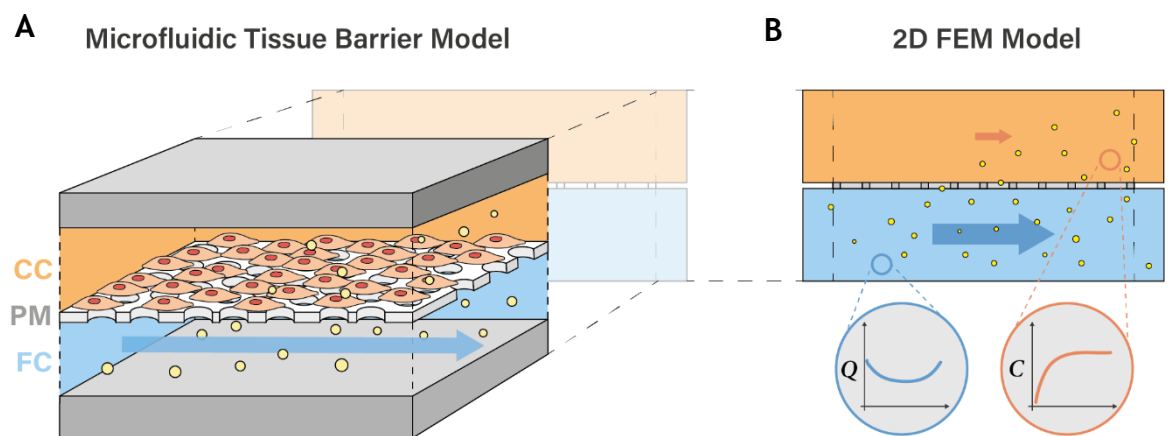 A
Microfluidic Tissue Barrier Model
B
2D FEM Model
CC
PM
FC
Q
C